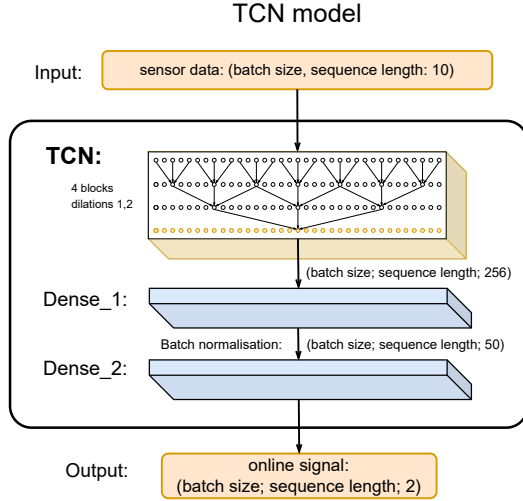 TCN model
Input:
sensor data: (batch size, sequence length: 10)
TCN:
4 blocks
dilations 1,2
(batch size; sequence length; 256)
Dense_1:
Batch normalisation:
(batch size; sequence length; 50)
Dense_2:
Output:
online signal:
(batch size; sequence length; 2)